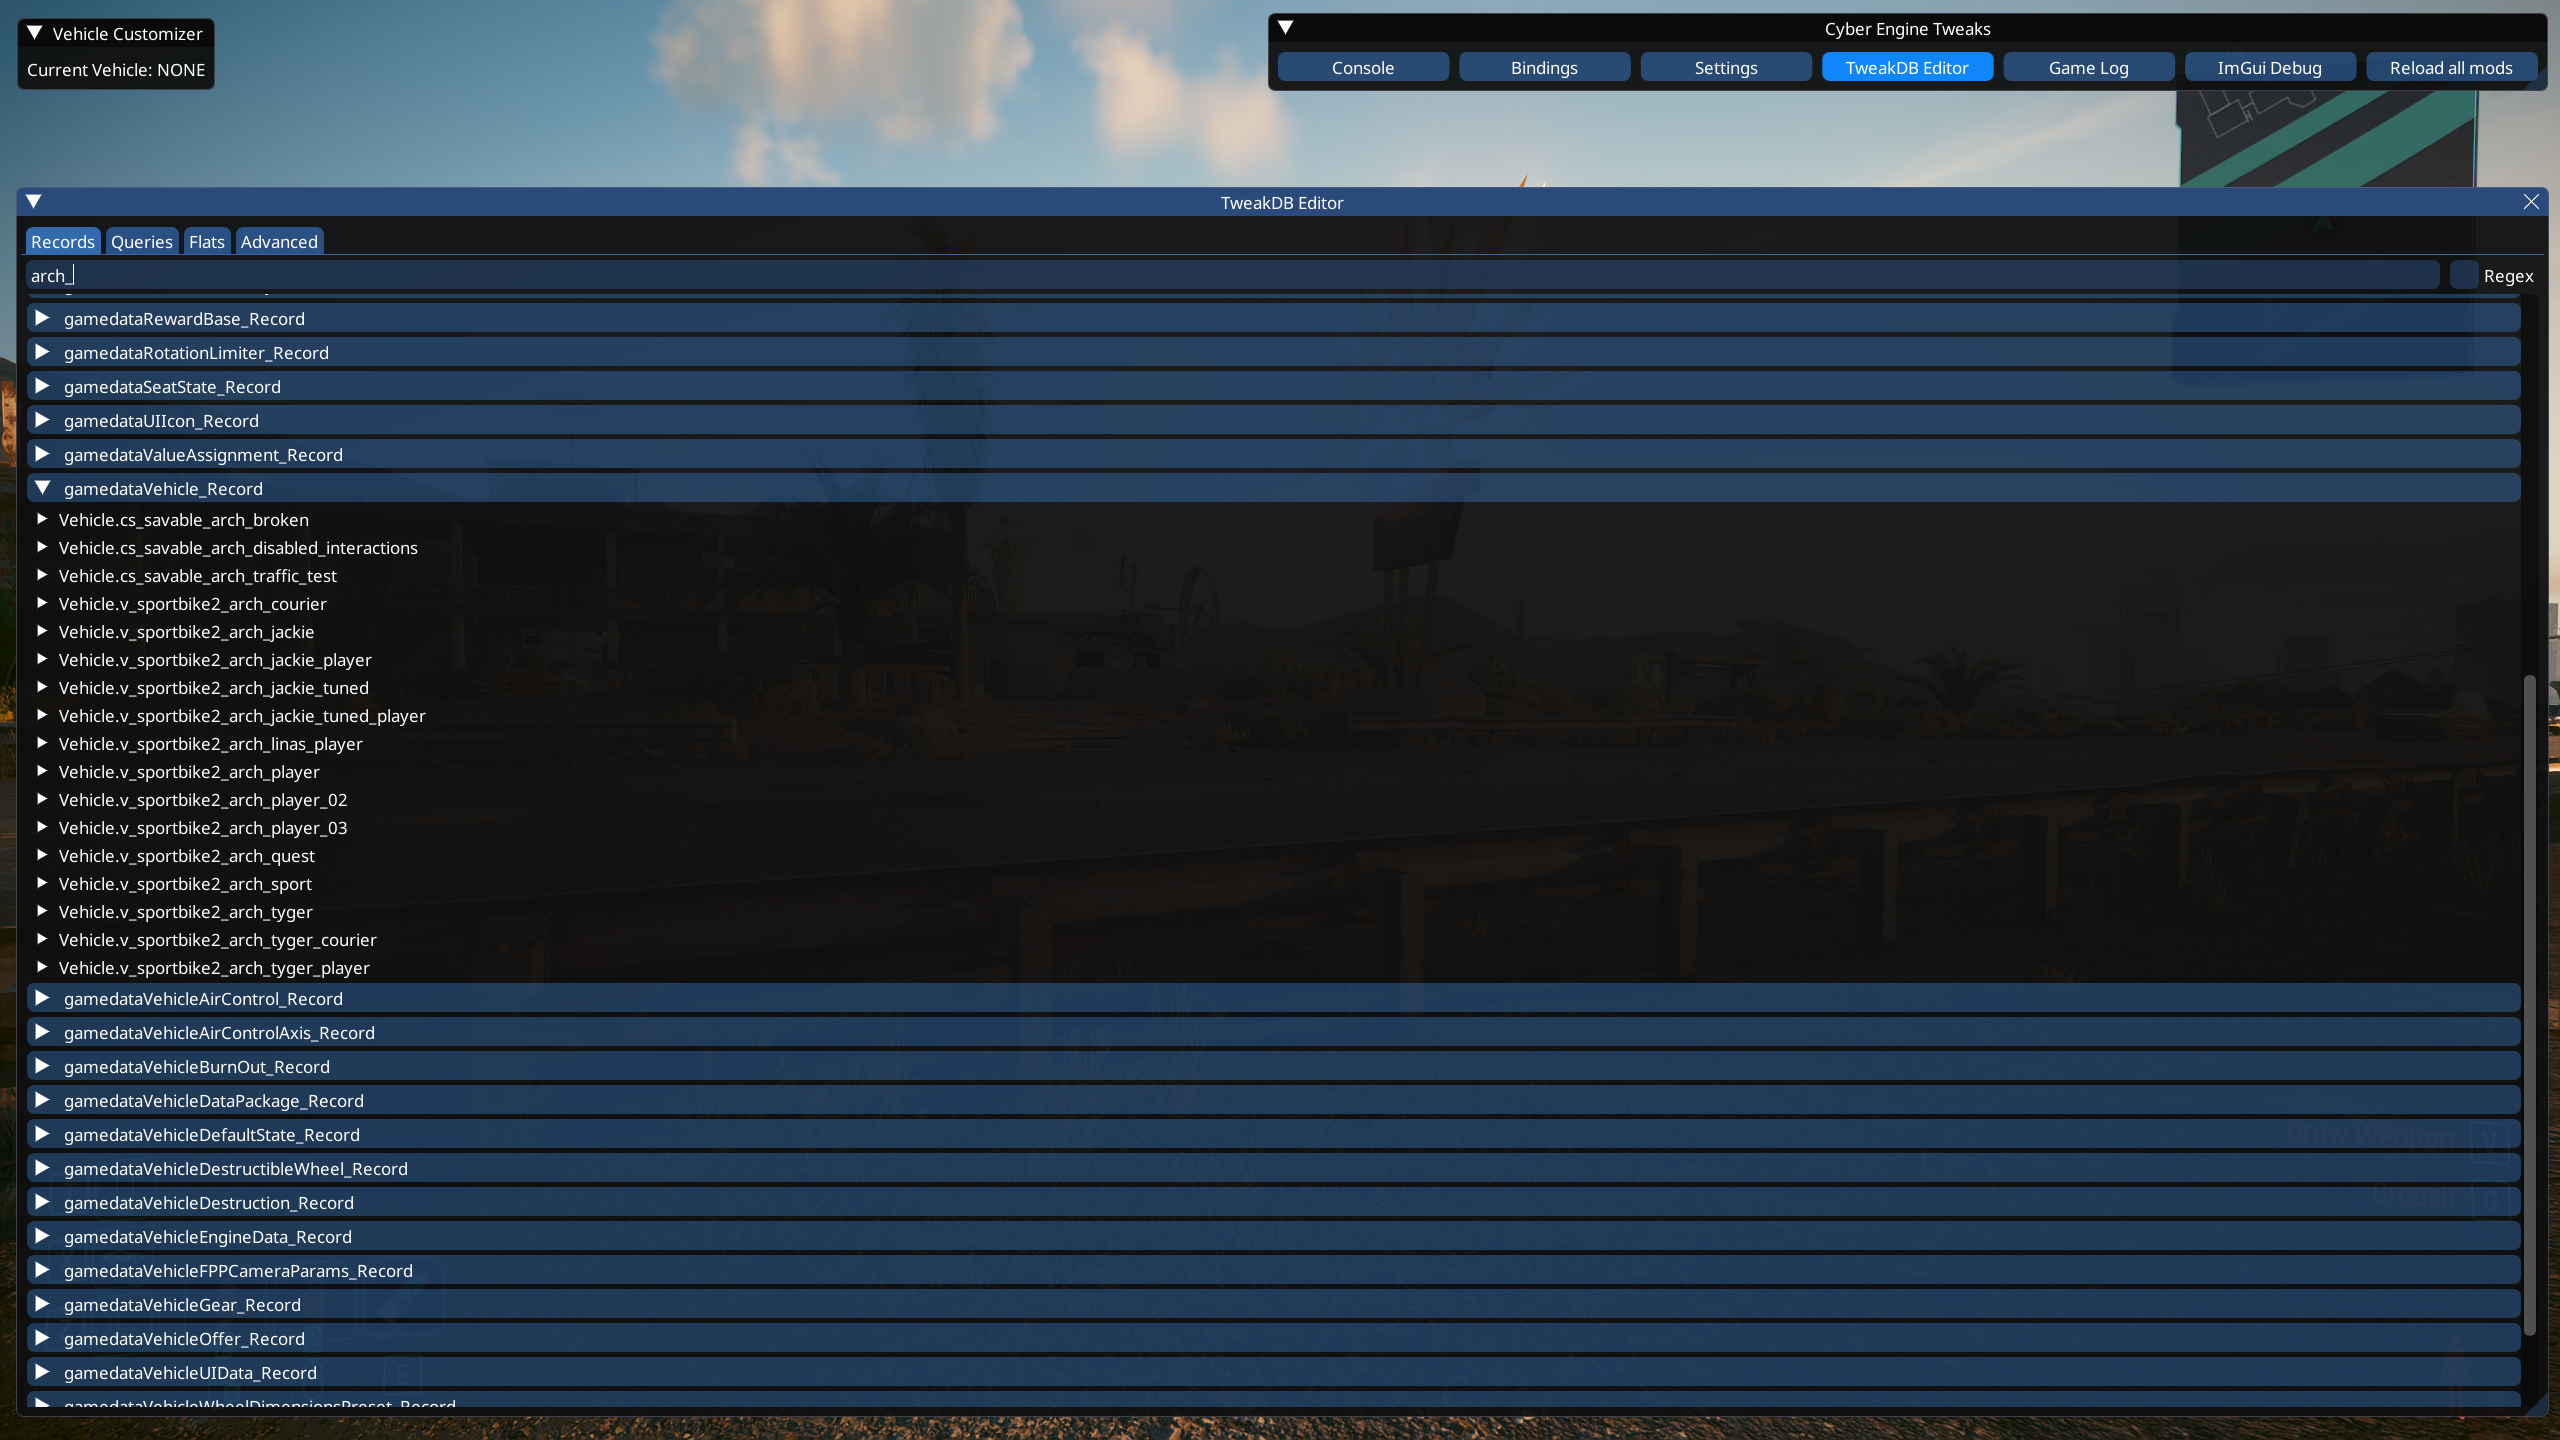 Vehicle Customizer
Current Vehicle: NONE
Cyber Engine Tweaks
Console Bindings Settings TweakDB Editor Game Log ImGui Debug Reload all mods
TweakDB Editor
Records Queries Flats Advanced
arch_ Regex
gamedataRewardBase_Record
gamedataRotationLimiter_Record
gamedataSeatState_Record
gamedataUIIcon_Record
gamedataValueAssignment_Record
gamedataVehicle_Record
Vehicle.cs_savable_arch_broken
Vehicle.cs_savable_arch_disabled_interactions
Vehicle.cs_savable_arch_traffic_test
Vehicle.v_sportbike2_arch_courier
Vehicle.v_sportbike2_arch_jackie
Vehicle.v_sportbike2_arch_jackie_player
Vehicle.v_sportbike2_arch_jackie_tuned
Vehicle.v_sportbike2_arch_jackie_tuned_player
Vehicle.v_sportbike2_arch_linas_player
Vehicle.v_sportbike2_arch_player
Vehicle.v_sportbike2_arch_player_02
Vehicle.v_sportbike2_arch_player_03
Vehicle.v_sportbike2_arch_quest
Vehicle.v_sportbike2_arch_sport
Vehicle.v_sportbike2_arch_tyger
Vehicle.v_sportbike2_arch_tyger_courier
Vehicle.v_sportbike2_arch_tyger_player
gamedataVehicleAirControl_Record
gamedataVehicleAirControlAxis_Record
gamedataVehicleBurnOut_Record
gamedataVehicleDataPackage_Record
gamedataVehicleDefaultState_Record
Draw Weapon V
gamedataVehicleDestructibleWheel_Record
gamedataVehicleDestruction_Record
Crouch C
gamedataVehicleEngineData_Record
gamedataVehicleFPPCameraParams_Record
gamedataVehicleGear_Record
gamedataVehicleOffer_Record
gamedataVehicleUIData_Record
E
gamedataVehicleWheelDimensionsPreset_Record